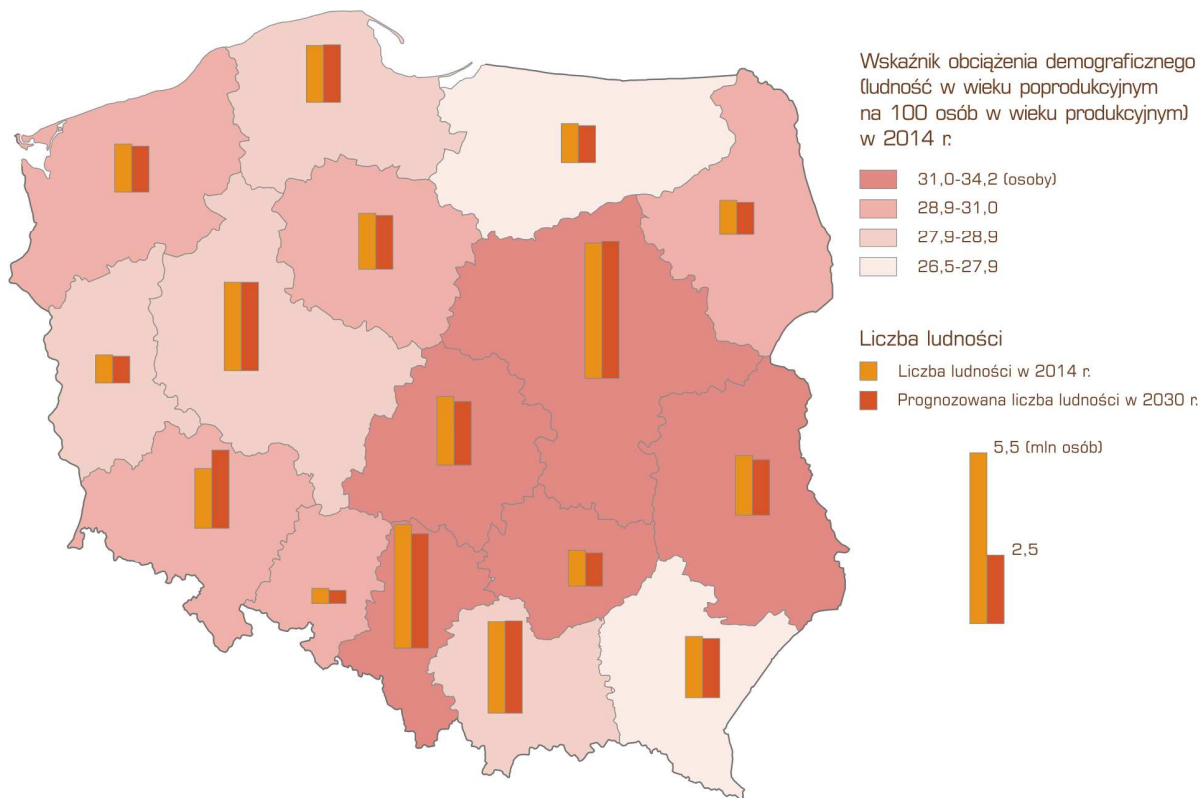 Wskaźnik obciążenia demograficznego
(ludność w wieku poprodukcyjnym
na 100 osób w wieku produkcyjnym)
w 2014 r.
31,0-34,2 (osoby)
28,9-31,0
27,9-28,9
26,5-27,9
Liczba ludności
Liczba ludności w 2014 r.
Prognozowana liczba ludności w 2030 r.
5,5 (mln osób)
2,5